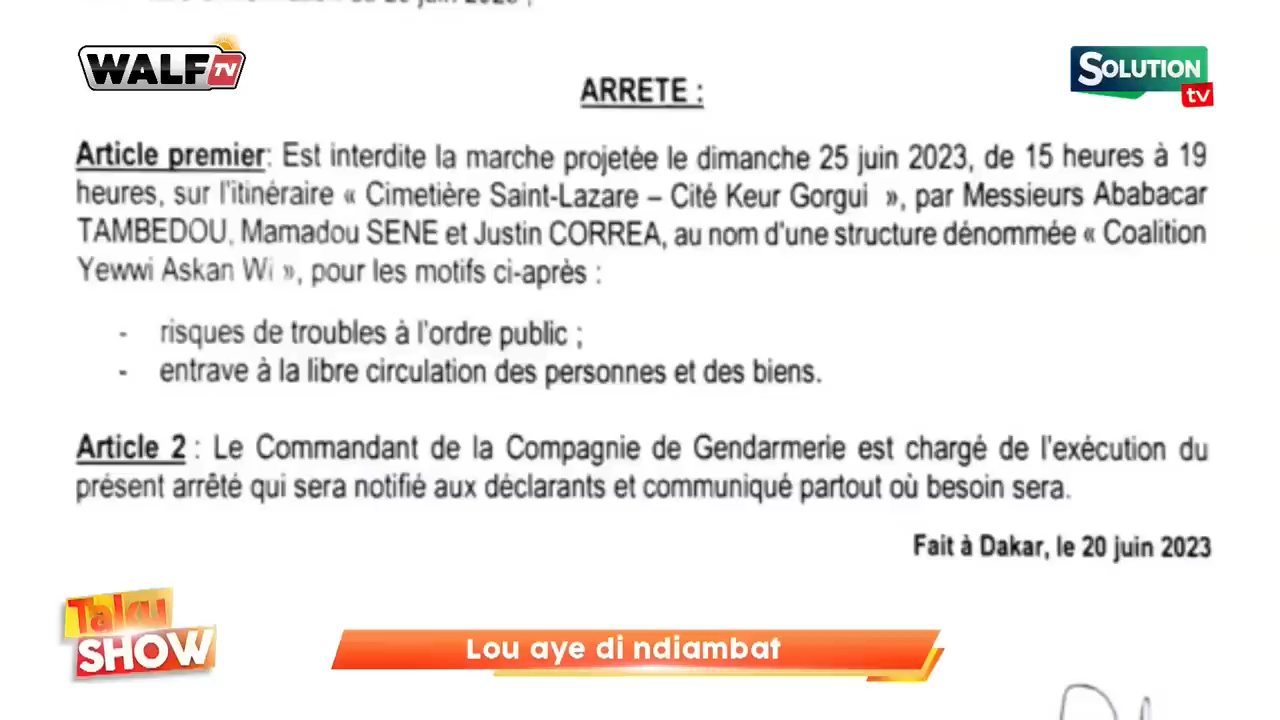 WALF TV
SOLUTION tv
ARRETE :
Article premier: Est interdite la marche projetée le dimanche 25 juin 2023, de 15 heures à 19
heures, sur l'itinéraire « Cimetière Saint-Lazare – Cité Keur Gorgui », par Messieurs Ababacar
TAMBEDOU, Mamadou SENE et Justin CORREA, au nom d'une structure dénommée « Coalition
Yewwi Askan Wi », pour les motifs ci-après :
- risques de troubles à l'ordre public ;
- entrave à la libre circulation des personnes et des biens.
Article 2 : Le Commandant de la Compagnie de Gendarmerie est chargé de l'exécution du
présent arrêté qui sera notifié aux déclarants et communiqué partout où besoin sera.
Fait à Dakar, le 20 juin 2023
Taku
SHOW
Lou aye di ndiambat